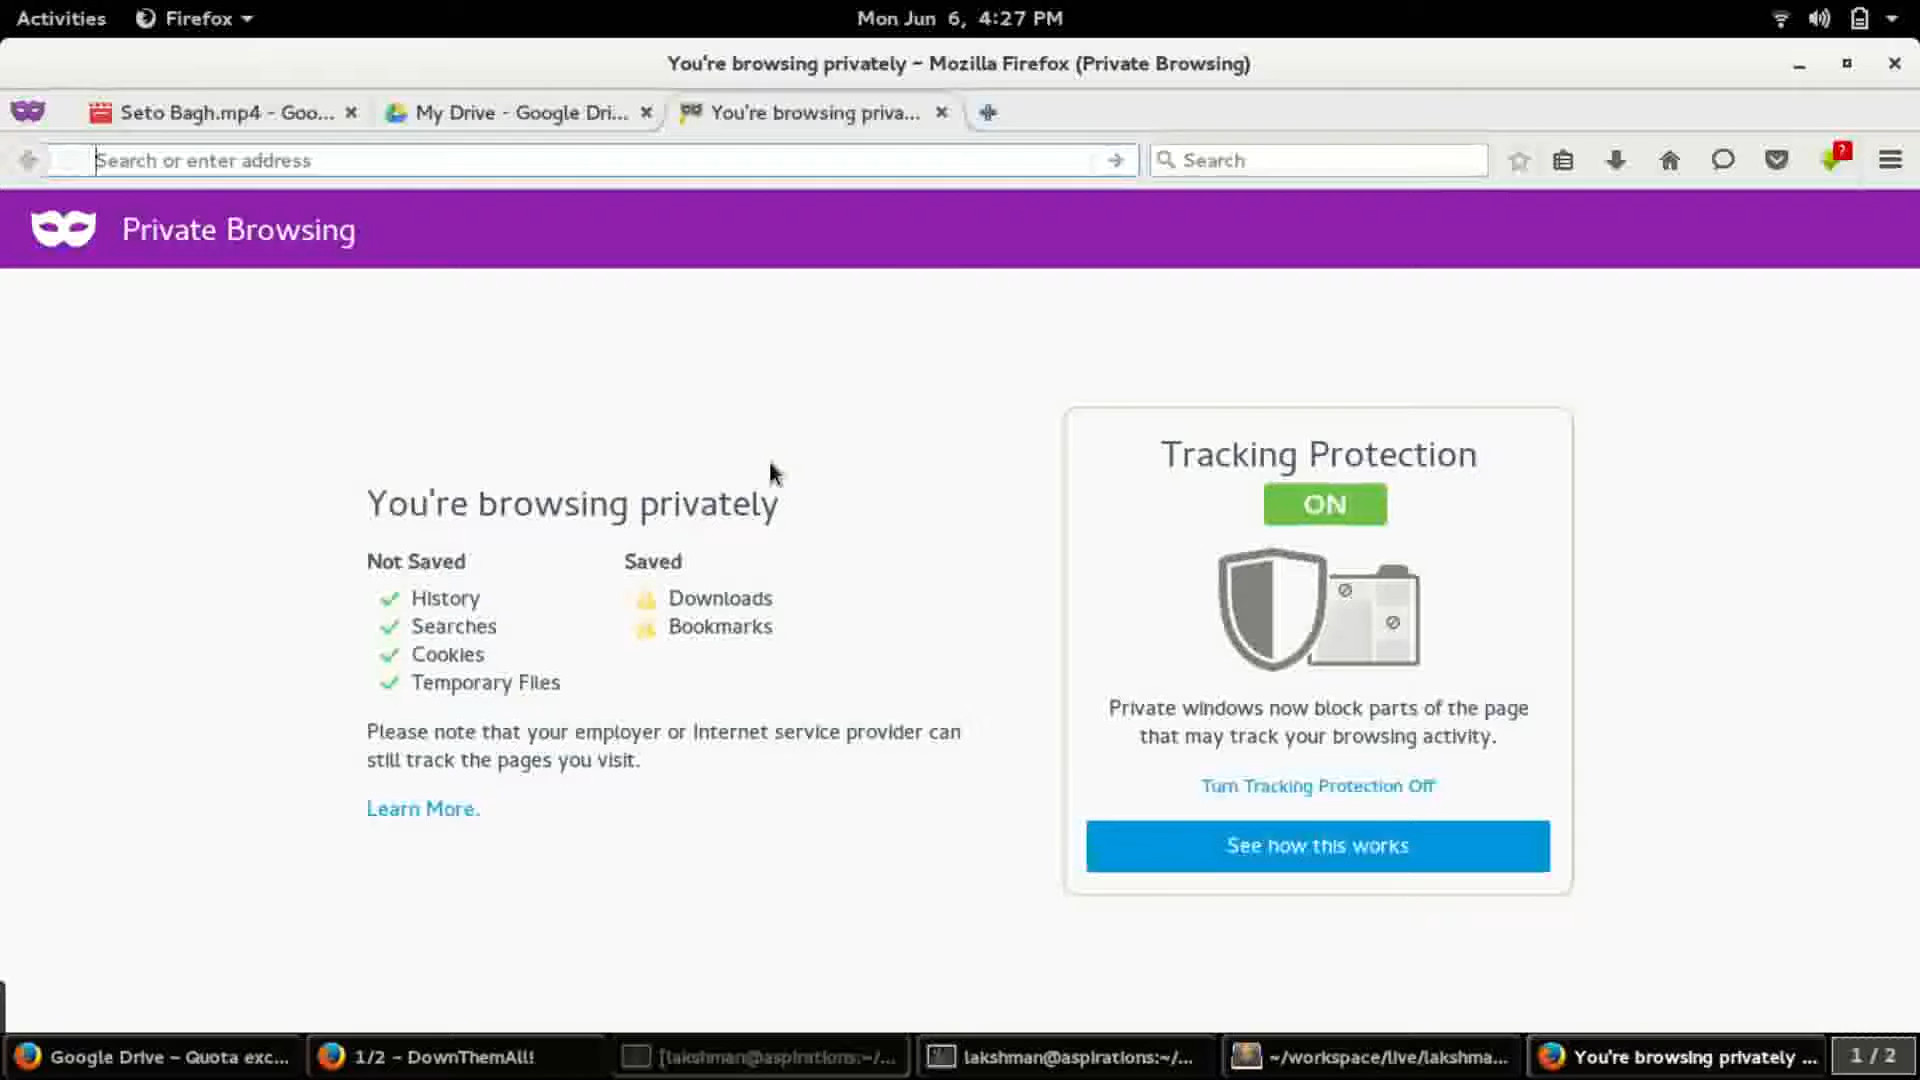 Activities Firefox Mon Jun 6, 4:27 PM
You're browsing privately – Mozilla Firefox (Private Browsing)
Seto Bagh.mp4 - Goo... My Drive - Google Dri... You're browsing priva...
Search or enter address Search ?
Private Browsing
Tracking Protection
ON
You're browsing privately
Not Saved Saved
History Downloads
Searches Bookmarks
Cookies
Temporary Files
Private windows now block parts of the page
that may track your browsing activity.
Please note that your employer or Internet service provider can
still track the pages you visit.
Turn Tracking Protection Off
Learn More.
See how this works
Google Drive – Quota exc... 1/2 – DownThemAll! [lakshman@aspirations:~/... lakshman@aspirations:~/... ~/workspace/live/lakshma... You're browsing privately ... 1 / 2